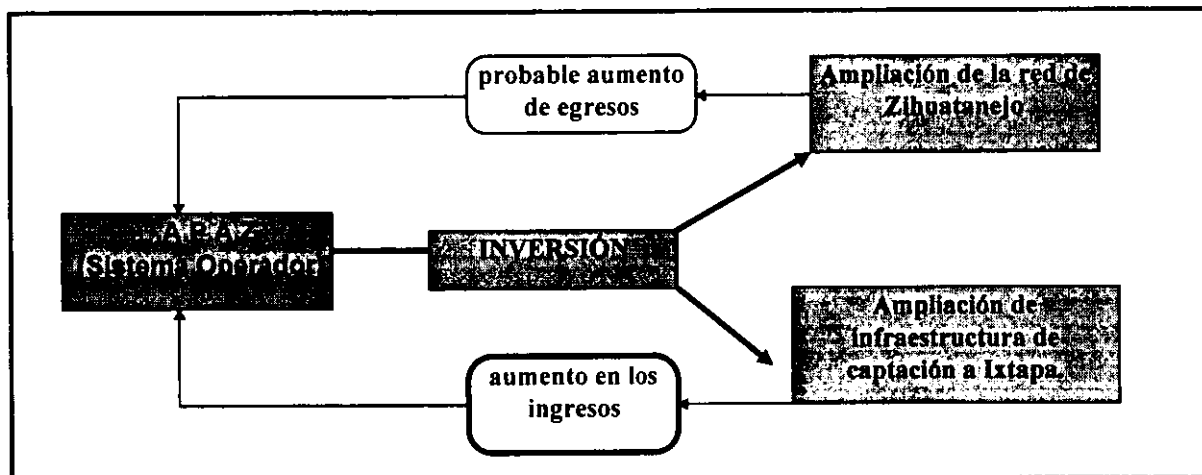 probable aumento
de egresos
Ampliación de la red de
Zihuatanejo
A.P.A.Z.
(Sistema Operador)
INVERSIÓN
Ampliación de
infraestructura de
captación a Ixtapa.
aumento en los
ingresos